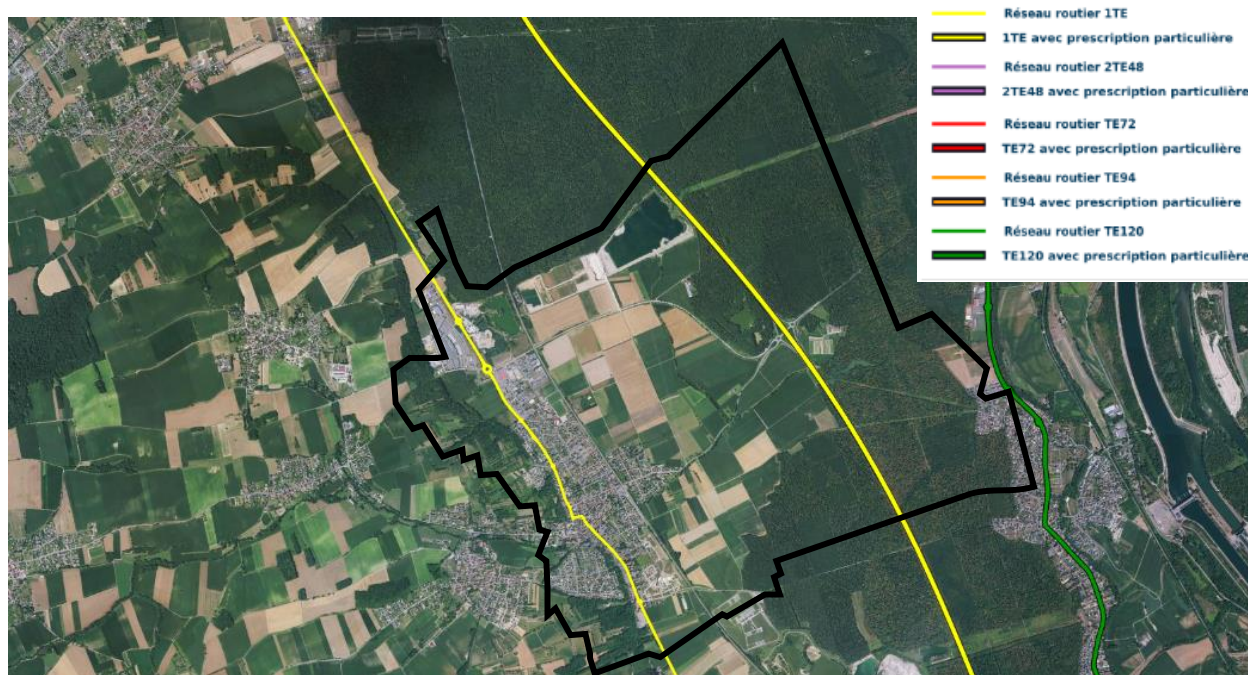 Réseau routier 1TE
1TE avec prescription particulière
Réseau routier 2TE48
2TE48 avec prescription particulière
Réseau routier TE72
TE72 avec prescription particulière
Réseau routier TE94
TE94 avec prescription particulière
Réseau routier TE120
TE120 avec prescription particulière